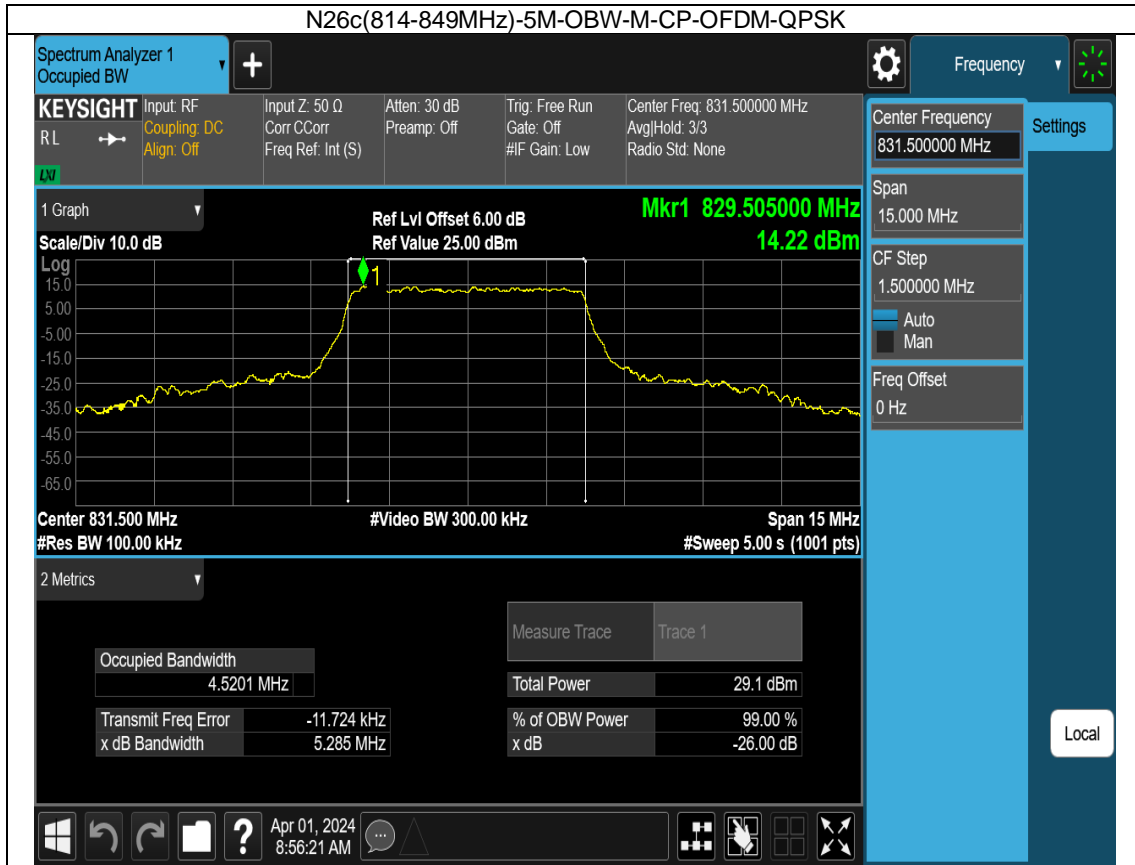 N26c(814-849MHz)-5M-OBW-M-CP-OFDM-QPSK
Spectrum Analyzer 1
Occupied BW
+
Frequency
KEYSIGHT
R L
LXI
Input: RF
Coupling: DC
Align: Off
Input Z: 50 Ω
Corr CCorr
Freq Ref: Int (S)
Atten: 30 dB
Preamp: Off
Trig: Free Run
Gate: Off
#IF Gain: Low
Center Freq: 831.500000 MHz
Avg|Hold: 3/3
Radio Std: None
Center Frequency
831.500000 MHz
Settings
Span
15.000 MHz
CF Step
1.500000 MHz
Auto
Man
Freq Offset
0 Hz
Local
1 Graph
Scale/Div 10.0 dB
Ref Lvl Offset 6.00 dB
Ref Value 25.00 dBm
Mkr1 829.505000 MHz
14.22 dBm
Log
15.0
5.00
-5.00
-15.0
-25.0
-35.0
-45.0
-55.0
-65.0
1
Center 831.500 MHz
#Video BW 300.00 kHz
Span 15 MHz
#Res BW 100.00 kHz
#Sweep 5.00 s (1001 pts)
2 Metrics
Measure Trace
Trace 1
Occupied Bandwidth
4.5201 MHz
Total Power
29.1 dBm
Transmit Freq Error
-11.724 kHz
% of OBW Power
99.00 %
x dB Bandwidth
5.285 MHz
x dB
-26.00 dB
?
Apr 01, 2024
8:56:21 AM